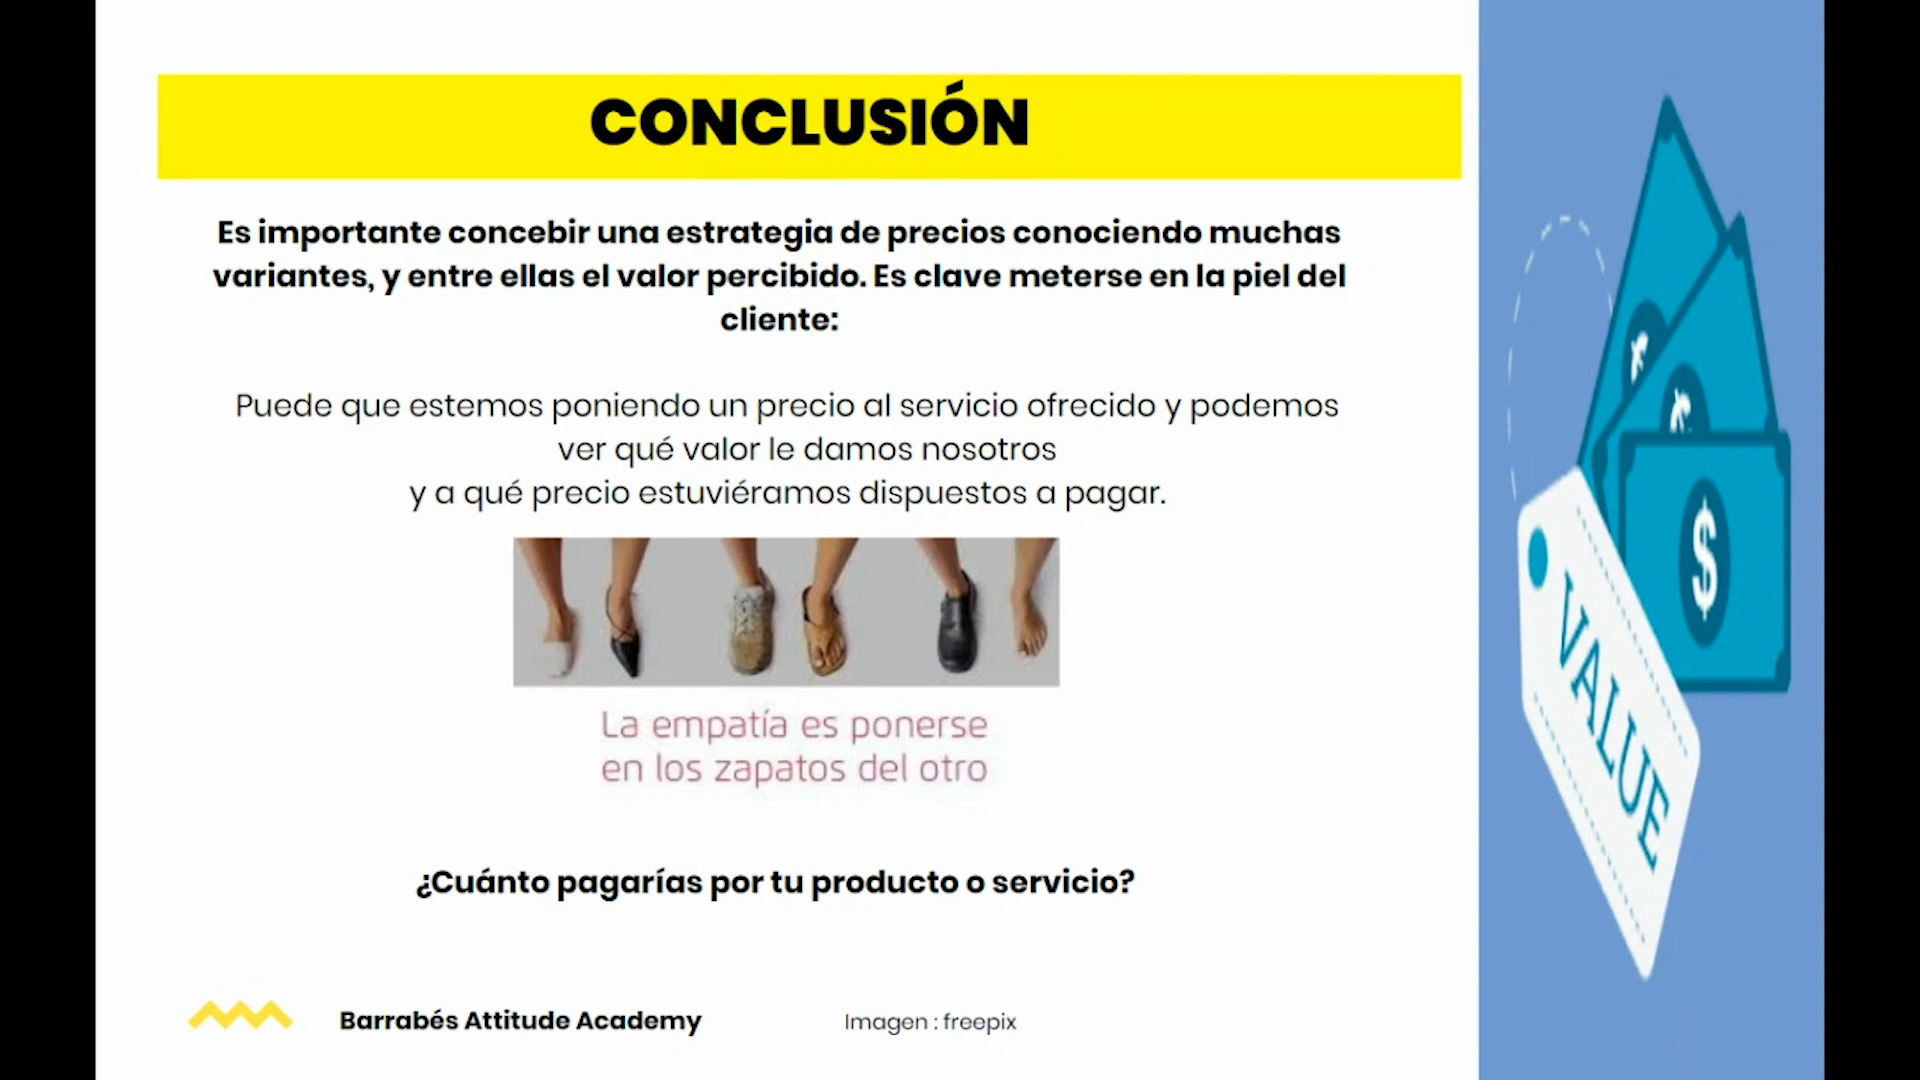 CONCLUSIÓN
Es importante concebir una estrategia de precios conociendo muchas
variantes, y entre ellas el valor percibido. Es clave meterse en la piel del
cliente:
Puede que estemos poniendo un precio al servicio ofrecido y podemos
ver qué valor le damos nosotros
y a qué precio estuviéramos dispuestos a pagar.
La empatía es ponerse
en los zapatos del otro
¿Cuánto pagarías por tu producto o servicio?
Barrabés Attitude Academy
Imagen : freepix
$
VALUE